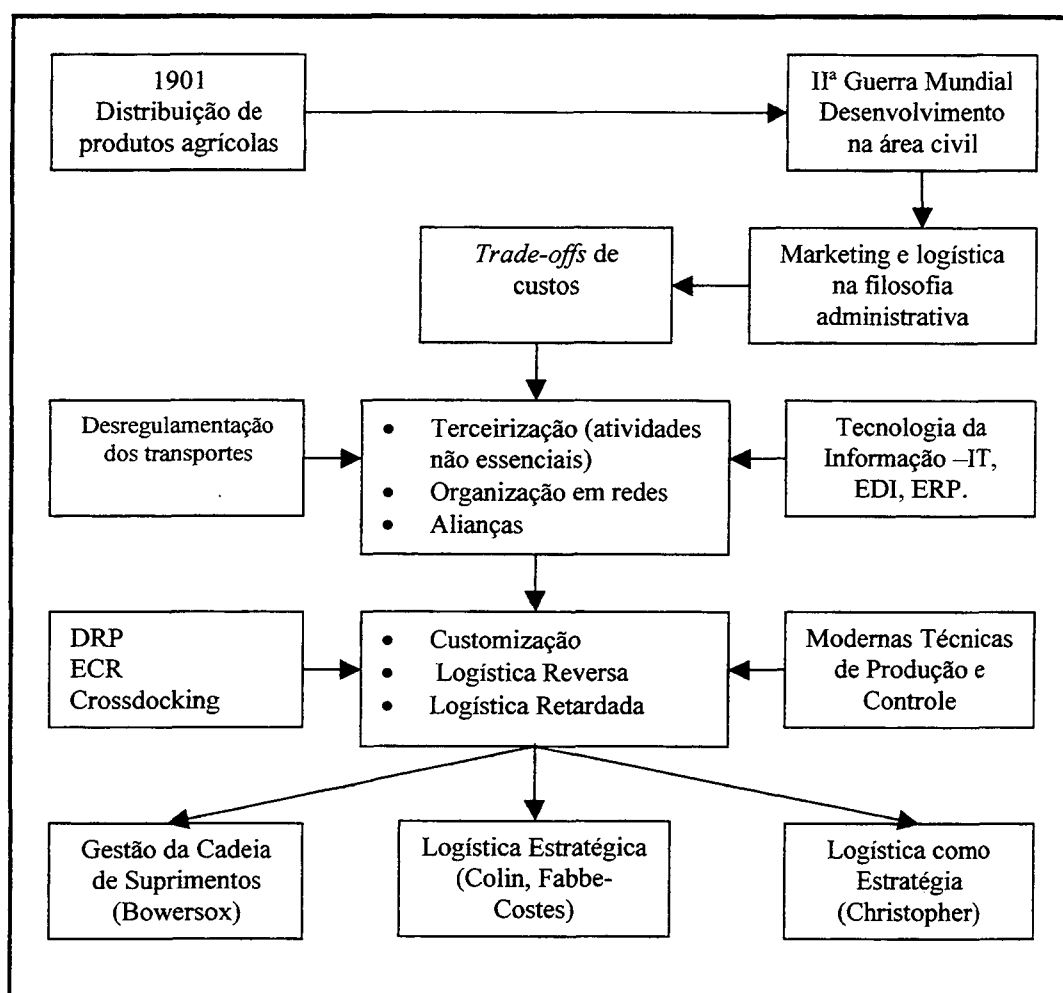 1901
Distribuição de
produtos agrícolas
IIª Guerra Mundial
Desenvolvimento
na área civil
Trade-offs de
custos
Marketing e logística
na filosofia
administrativa
Desregulamentação
dos transportes
• Terceirização (atividades
não essenciais)
• Organização em redes
• Alianças
Tecnologia da
Informação –IT,
EDI, ERP.
DRP
ECR
Crossdocking
• Customização
• Logística Reversa
• Logística Retardada
Modernas Técnicas
de Produção e
Controle
Gestão da Cadeia
de Suprimentos
(Bowersox)
Logística Estratégica
(Colin, Fabbe-
Costes)
Logística como
Estratégia
(Christopher)